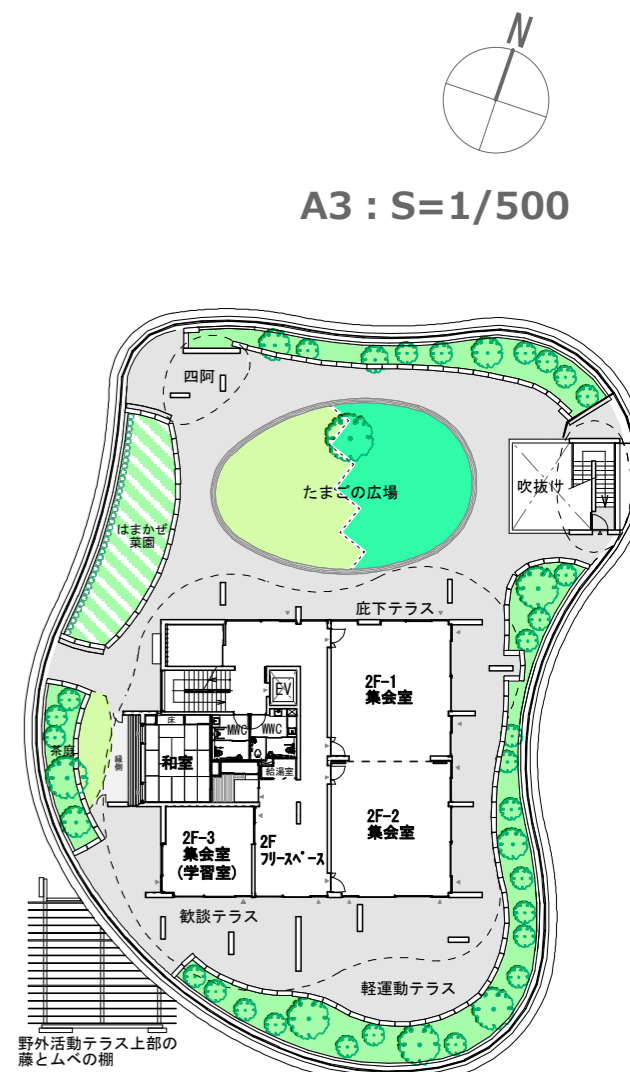 N
A3：S=1/500
四阿
たまごの広場
吹抜け
はまかぜ
菜園
庇下テラス
EV
2F-1
集会室
MWC
WWC
床
茶庭
縁側
和室
給湯室
2F-2
集会室
2F-3
集会室
(学習室)
2F
フリースペース
歓談テラス
軽運動テラス
野外活動テラス上部の
藤とムベの棚